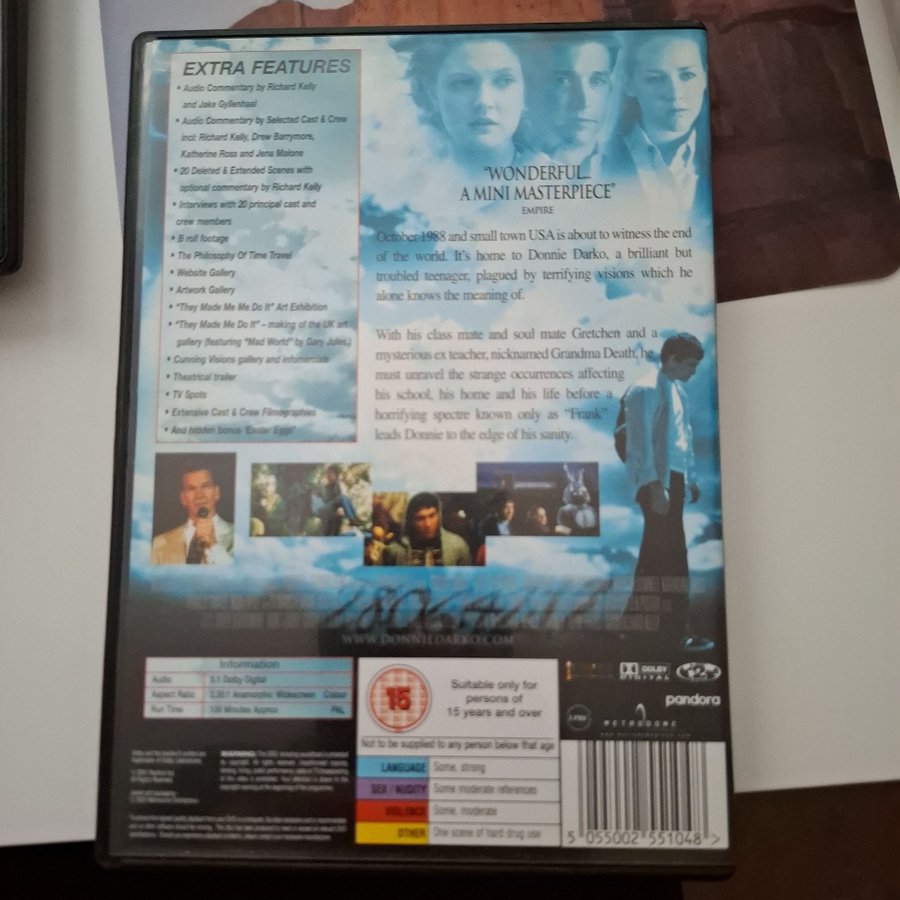 EXTRA FEATURES
• Audio Commentary by Richard Kelly
and Jake Gyllenhaal
• Audio Commentary by Selected Cast & Crew
incl: Richard Kelly, Drew Barrymore,
Katherine Ross and Jena Malone
• 20 Deleted & Extended Scenes with
optional commentary by Richard Kelly
• Interviews with 20 principal cast and
crew members
• B roll footage
• The Philosophy Of Time Travel
• Website Gallery
• Artwork Gallery
• "They Made Me Me Do It" Art Exhibition
• "They Made Me Do It" – making of the UK art
gallery (featuring "Mad World" by Gary Jules.)
• Cunning Visions gallery and infomercials
• Theatrical trailer
• TV Spots
• Extensive Cast & Crew Filmographies
• And hidden bonus 'Easter Eggs'
"WONDERFUL...
A MINI MASTERPIECE"
EMPIRE
October 1988 and small town USA is about to witness the end
of the world. It's home to Donnie Darko, a brilliant but
troubled teenager, plagued by terrifying visions which he
alone knows the meaning of.
With his class mate and soul mate Gretchen and a
mysterious ex teacher, nicknamed Grandma Death, he
must unravel the strange occurrences affecting
his school, his home and his life before a
horrifying spectre known only as "Frank"
leads Donnie to the edge of his sanity.
28064212
WWW.DONNIEDARKO.COM
Information
Audio 5.1 Dolby Digital
Aspect Ratio 2.35:1 Anamorphic Widescreen Colour
Run Time 108 Minutes Approx PAL
15
Suitable only for
persons of
15 years and over
Not to be supplied to any person below that age
LANGUAGE Some, strong
SEX / NUDITY Some moderate references
VIOLENCE Some, moderate
OTHER One scene of hard drug use
DOLBY
DIGITAL
2
pandora
METRODOME
5 055002 551048 >